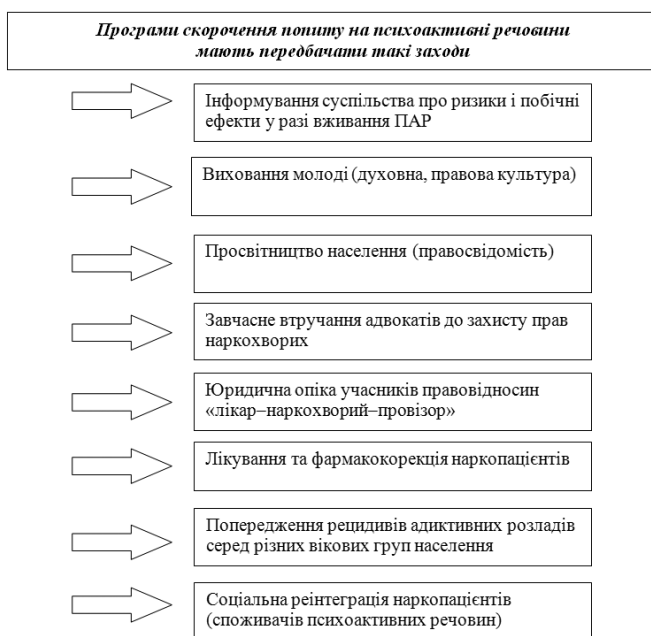 Програми скорочення попиту на психоактивні речовини
мають передбачати такі заходи
Інформування суспільства про ризики і побічні
ефекти у разі вживання ПАР
Виховання молоді (духовна, правова культура)
Просвітництво населення (правосвідомість)
Завчасне втручання адвокатів до захисту прав
наркохворих
Юридична опіка учасників правовідносин
«лікар–наркохворий–провізор»
Лікування та фармакокорекція наркопацієнтів
Попередження рецидивів адиктивних розладів
серед різних вікових груп населення
Соціальна реінтеграція наркопацієнтів
(споживачів психоактивних речовин)